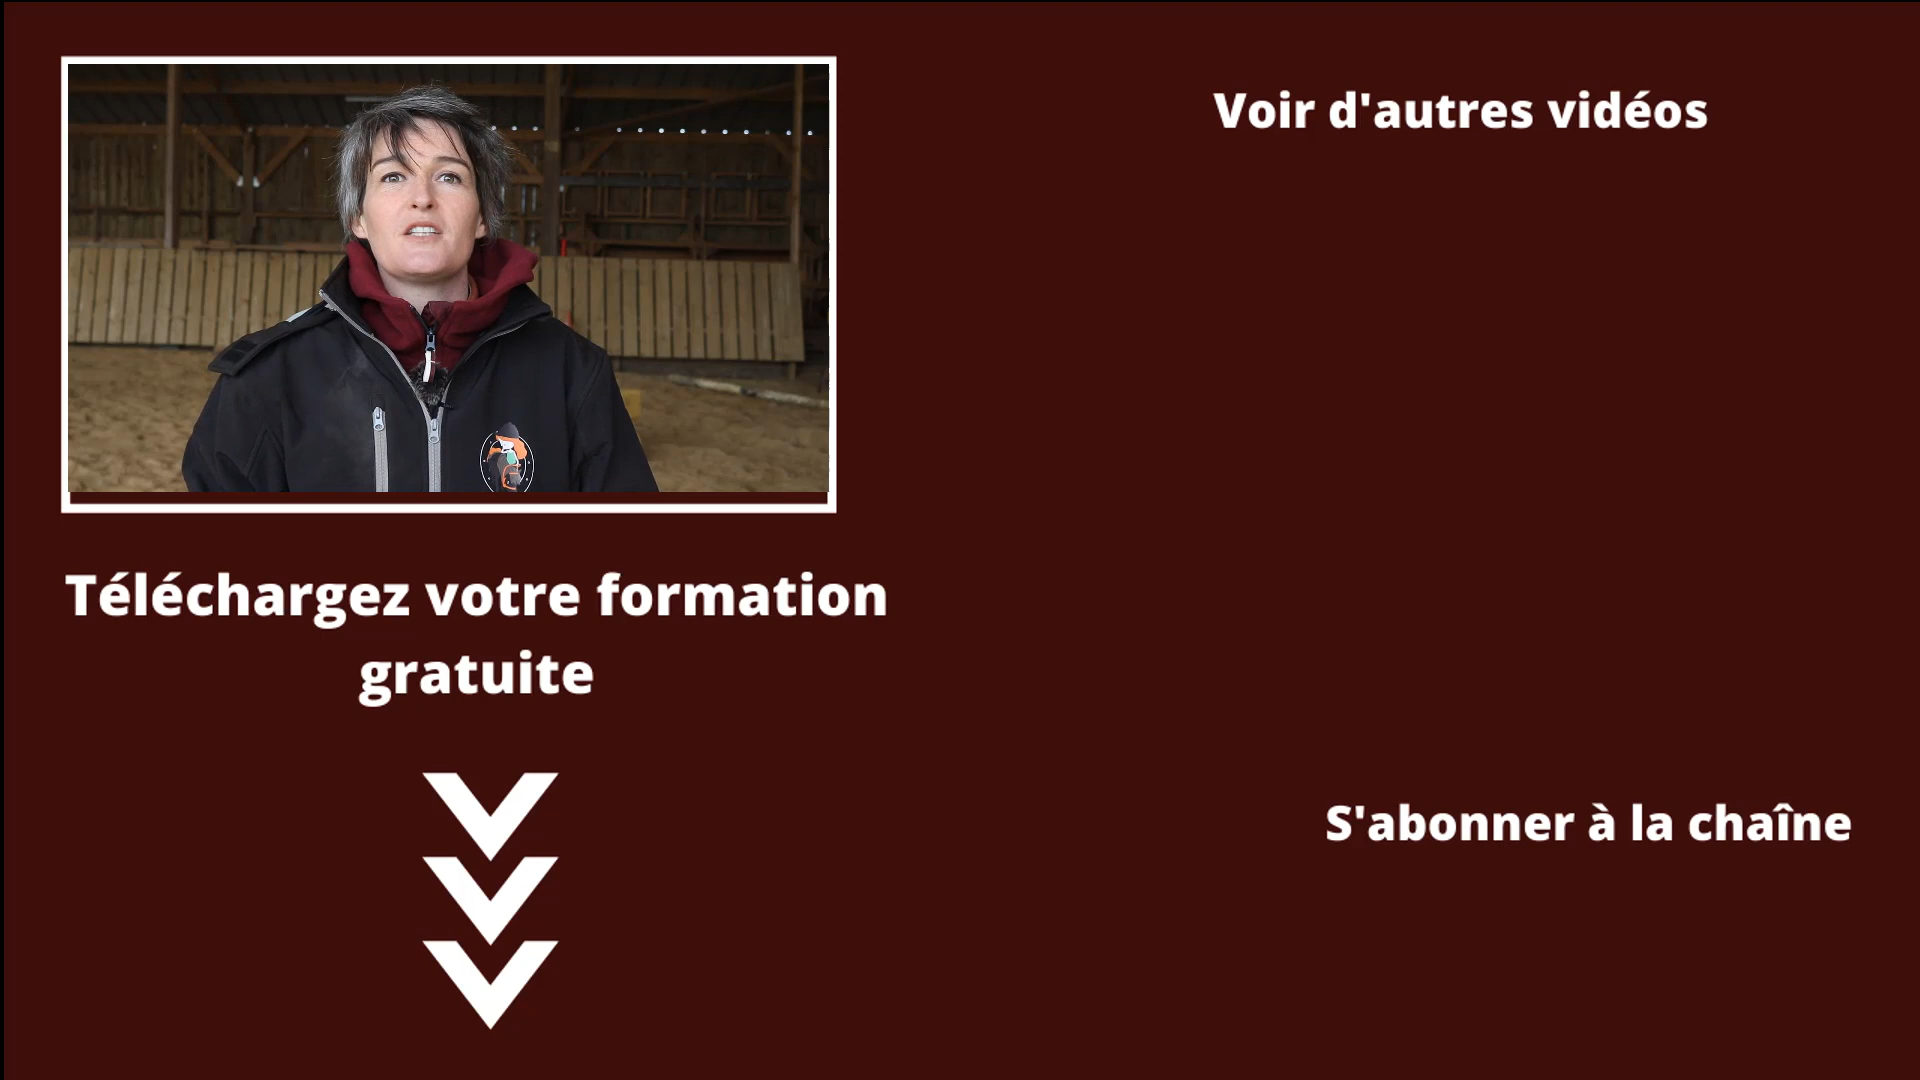 Voir d'autres vidéos
Téléchargez votre formation
gratuite
S'abonner à la chaîne